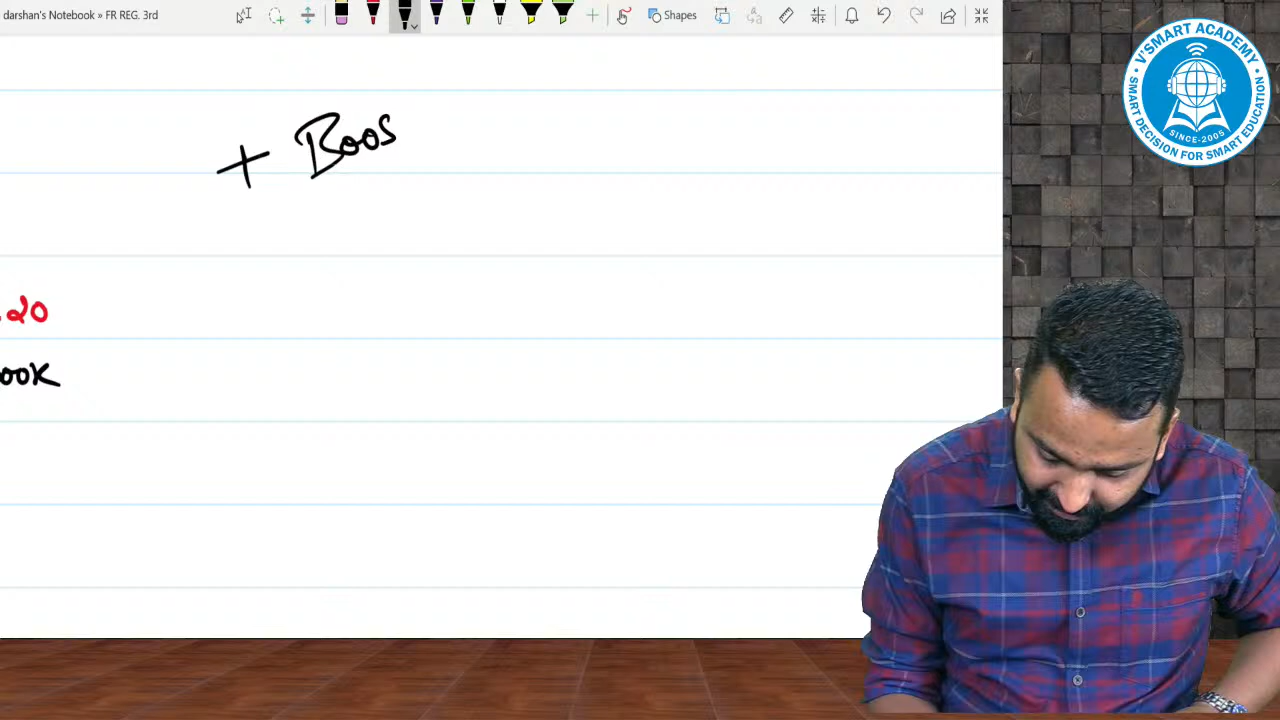 darshan's Notebook » FR REG. 3rd
Shapes
+ Boos
.20
ook
V'SMART ACADEMY
SMART DECISION FOR SMART EDUCATION
SINCE-2005